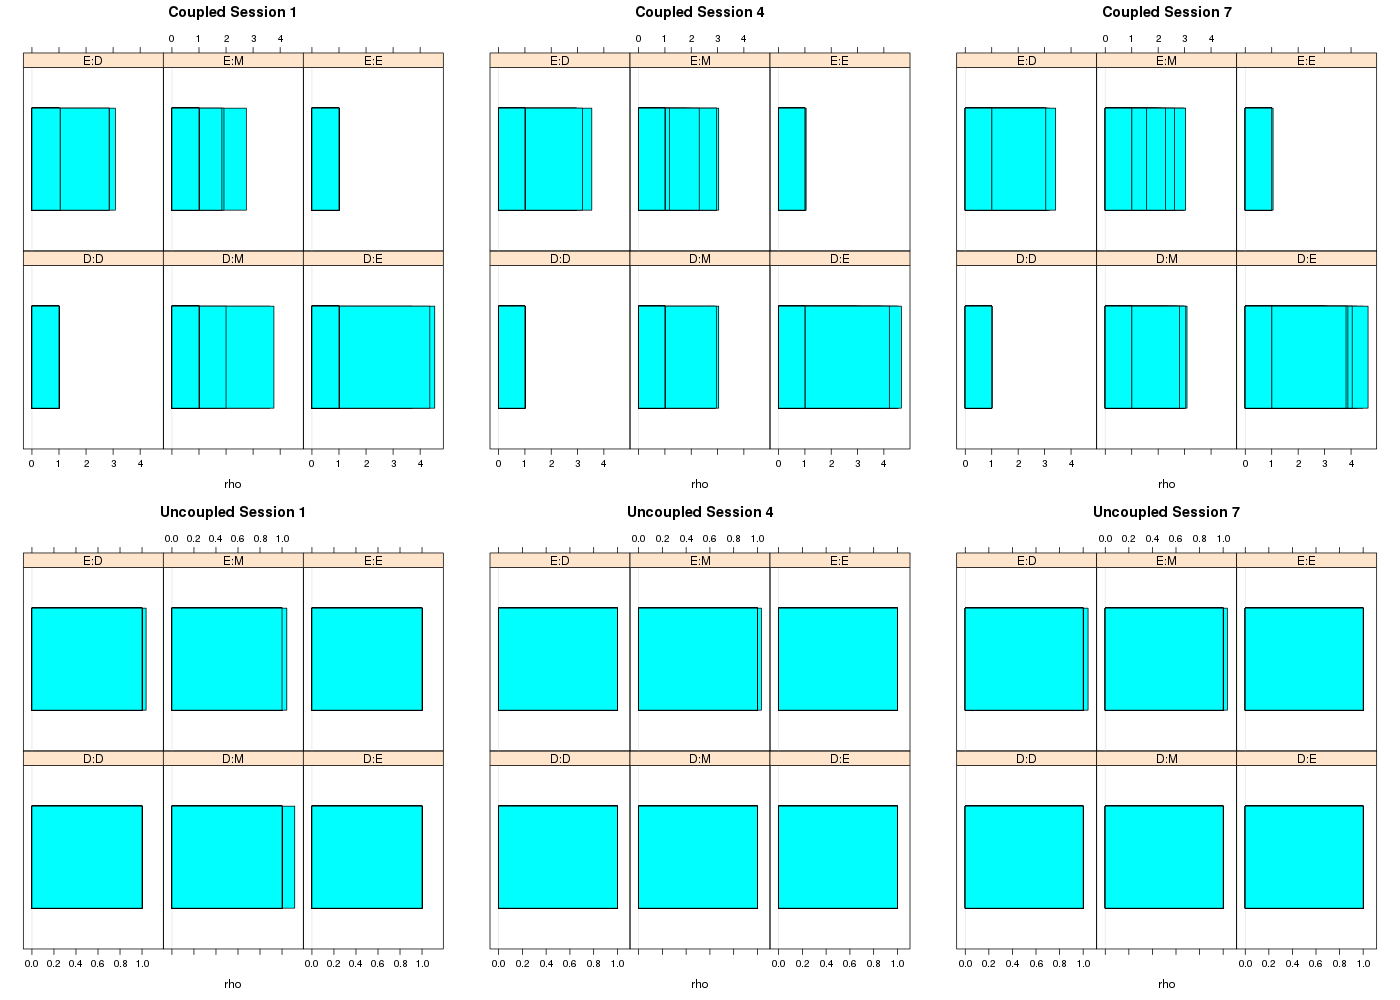 Coupled Session 1 Coupled Session 4 Coupled Session 7
0 1 2 3 4 0 1 2 3 4 0 1 2 3 4
E:D E:M E:E E:D E:M E:E E:D E:M E:E
D:D D:M D:E D:D D:M D:E D:D D:M D:E
0 1 2 3 4 0 1 2 3 4 0 1 2 3 4 0 1 2 3 4 0 1 2 3 4 0 1 2 3 4
rho rho rho
Uncoupled Session 1 Uncoupled Session 4 Uncoupled Session 7
0.0 0.2 0.4 0.6 0.8 1.0 0.0 0.2 0.4 0.6 0.8 1.0 0.0 0.2 0.4 0.6 0.8 1.0
E:D E:M E:E E:D E:M E:E E:D E:M E:E
D:D D:M D:E D:D D:M D:E D:D D:M D:E
0.0 0.2 0.4 0.6 0.8 1.0 0.0 0.2 0.4 0.6 0.8 1.0 0.0 0.2 0.4 0.6 0.8 1.0 0.0 0.2 0.4 0.6 0.8 1.0 0.0 0.2 0.4 0.6 0.8 1.0 0.0 0.2 0.4 0.6 0.8 1.0
rho rho rho